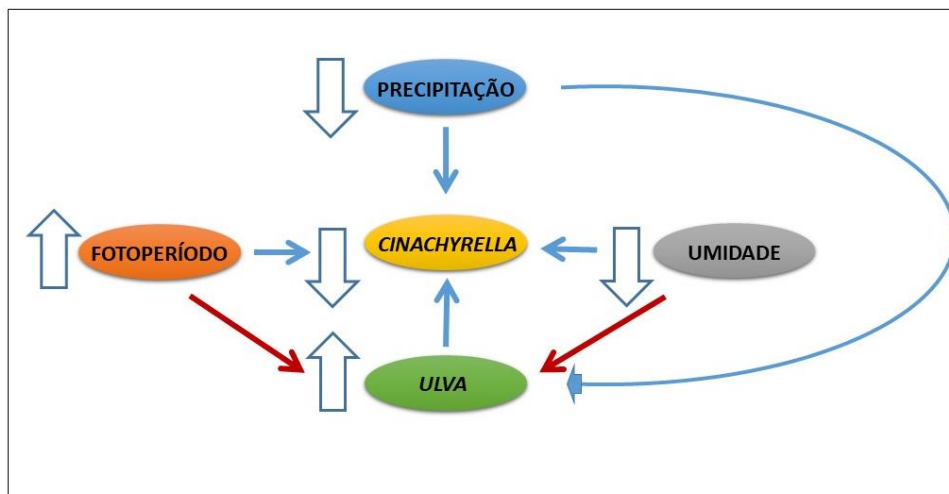 PRECIPITAÇÃO
FOTOPERÍODO
CINACHYRELLA
UMIDADE
ULVA